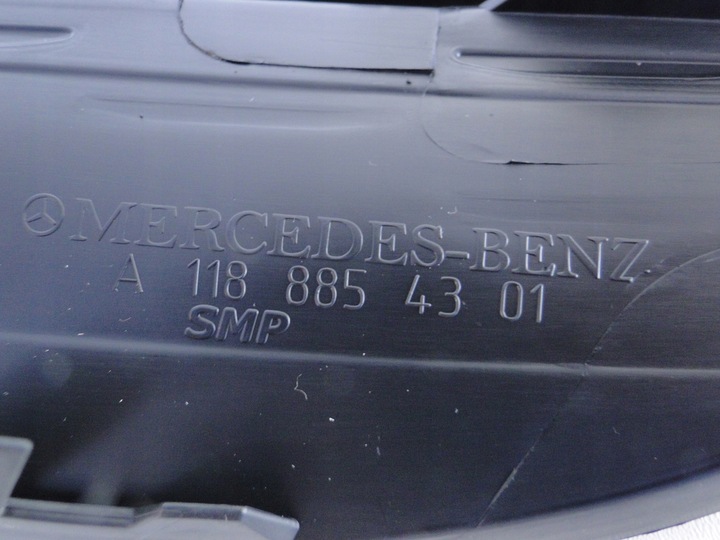 MERCEDES-BENZ
A 118 885 43 01
SMP